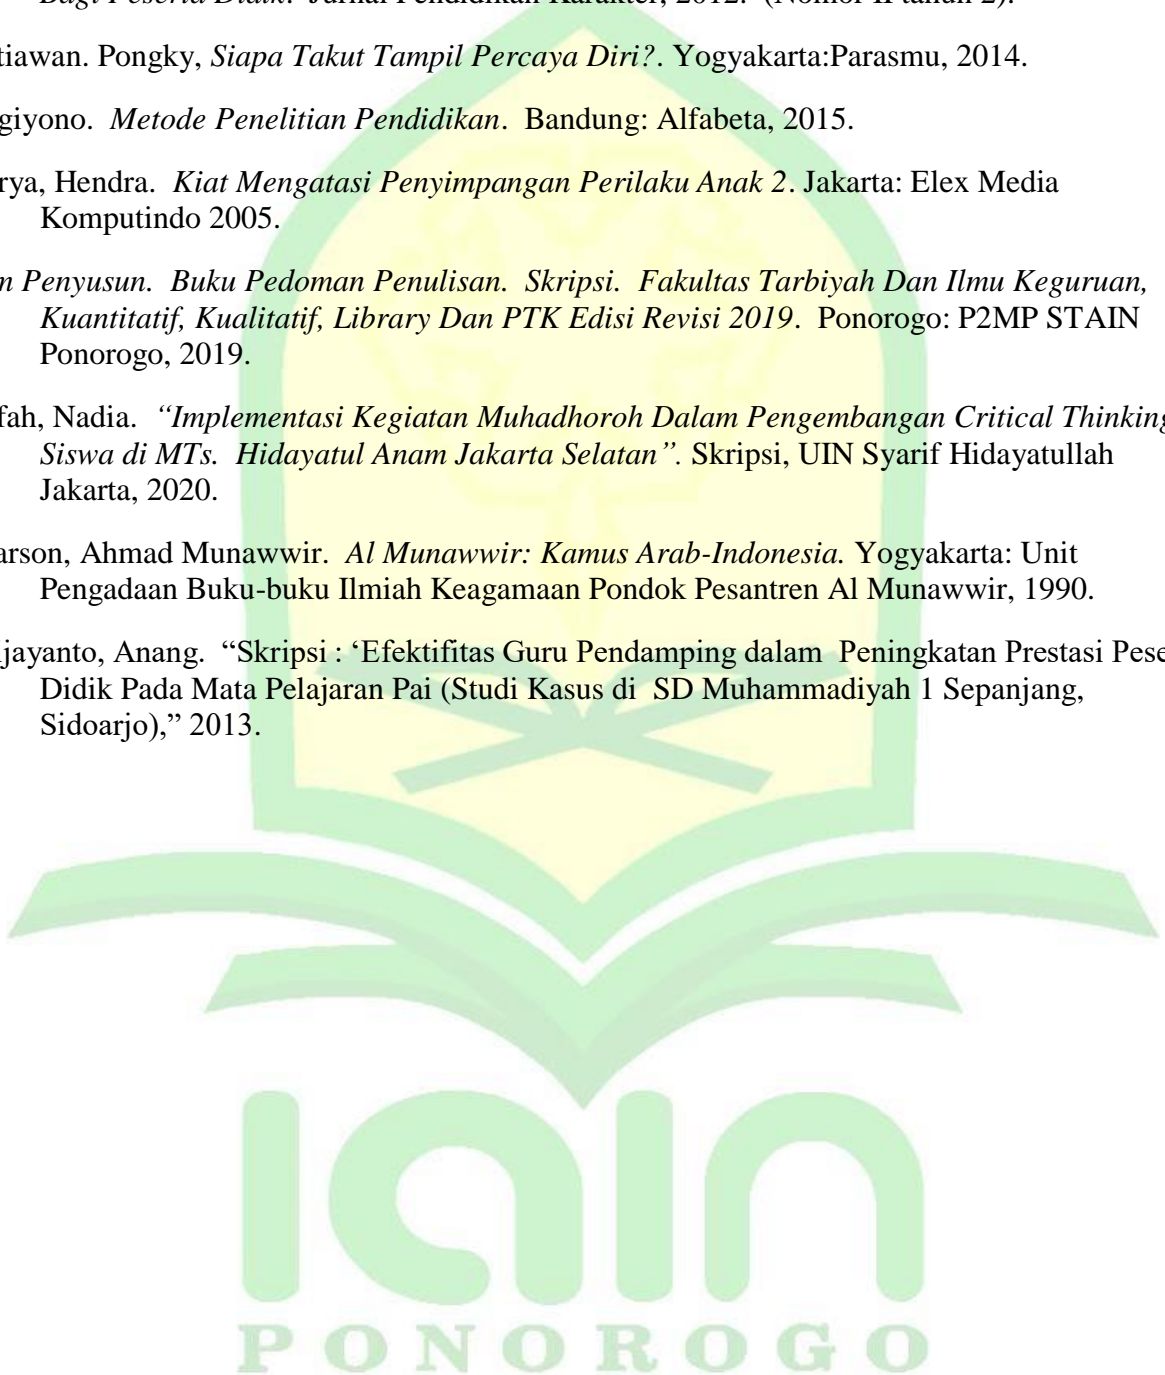 Bagi Peserta Didik. Jurnal Pendidikan Karakter, 2012. (Nomor II tahun 2).
tiawan. Pongky, Siapa Takut Tampil Percaya Diri?. Yogyakarta:Parasmu, 2014.
giyono. Metode Penelitian Pendidikan. Bandung: Alfabeta, 2015.
rya, Hendra. Kiat Mengatasi Penyimpangan Perilaku Anak 2. Jakarta: Elex Media
Komputindo 2005.
n Penyusun. Buku Pedoman Penulisan. Skripsi. Fakultas Tarbiyah Dan Ilmu Keguruan,
Kuantitatif, Kualitatif, Library Dan PTK Edisi Revisi 2019. Ponorogo: P2MP STAIN
Ponorogo, 2019.
fah, Nadia. “Implementasi Kegiatan Muhadhoroh Dalam Pengembangan Critical Thinking
Siswa di MTs. Hidayatul Anam Jakarta Selatan”. Skripsi, UIN Syarif Hidayatullah
Jakarta, 2020.
arson, Ahmad Munawwir. Al Munawwir: Kamus Arab-Indonesia. Yogyakarta: Unit
Pengadaan Buku-buku Ilmiah Keagamaan Pondok Pesantren Al Munawwir, 1990.
ijayanto, Anang. “Skripsi : ‘Efektifitas Guru Pendamping dalam Peningkatan Prestasi Pese
Didik Pada Mata Pelajaran Pai (Studi Kasus di SD Muhammadiyah 1 Sepanjang,
Sidoarjo),” 2013.
iain
PONOROGO